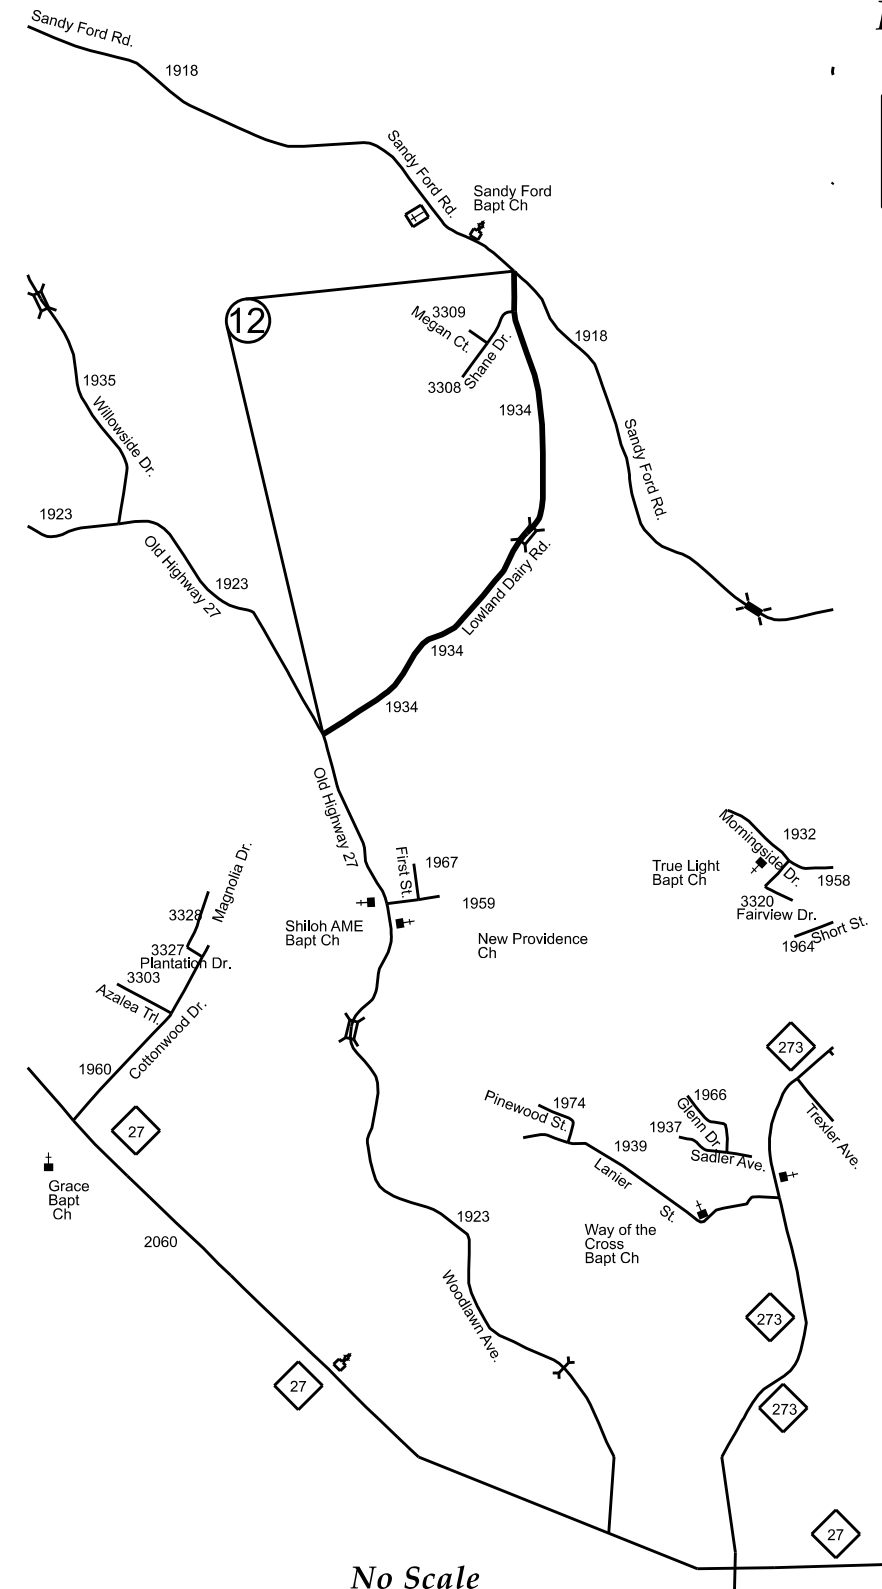 Sandy Ford Rd.
1918
Sandy Ford Rd.
Sandy Ford
Bapt Ch
12
3309
Megan Ct.
Shane Dr.
3308
1918
1934
1935
Willowside Dr.
Sandy Ford Rd.
1923
Old Highway 27
1923
Lowland Dairy Rd.
1934
1934
Old Highway 27
Morningside Dr.
1932
First St.
1967
True Light
Bapt Ch
1958
Magnolia Dr.
3328
1959
3320
Fairview Dr.
Shiloh AME
Bapt Ch
New Providence
Ch
Short St.
1964
3327
Plantation Dr.
3303
Azalea Trl.
Cottonwood Dr.
1960
273
27
Pinewood St.
1974
1966
Glenn Dr.
1937
Sadler Ave.
Trexler Ave.
1939
Lanier
St.
Grace
Bapt
Ch
1923
Way of the
Cross
Bapt Ch
2060
Woodlawn Ave.
273
27
273
27
No Scale